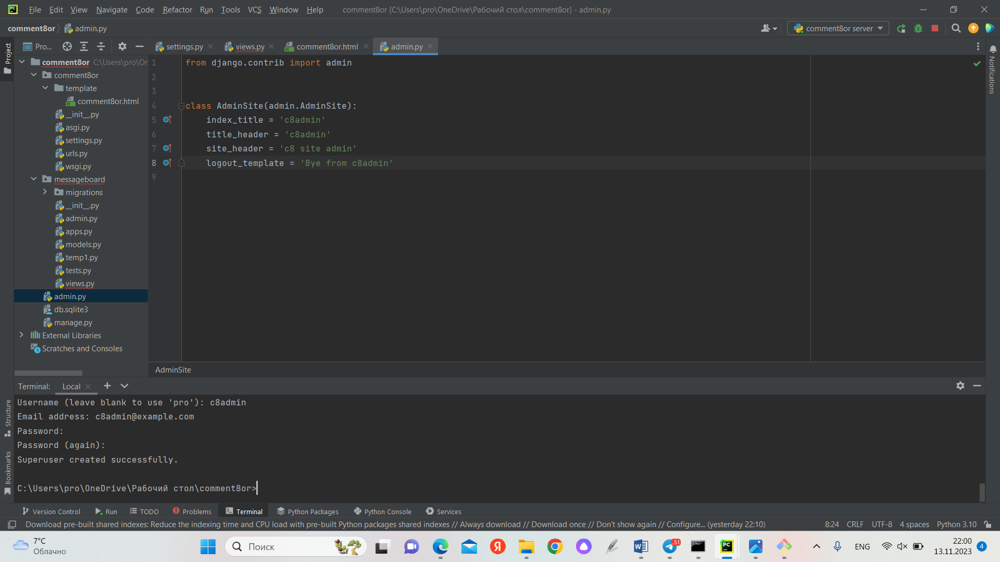 File Edit View Navigate Code Refactor Run Tools VCS Window Help comment8or [C:\Users\pro\OneDrive\Рабочий стол\comment8or] - admin.py
comment8or admin.py comment8or server
Pro... settings.py views.py comment8or.html admin.py
Project
Notifications
comment8or C:\Users\pro\On
comment8or
template
comment8or.html
__init__.py
asgi.py
settings.py
urls.py
wsgi.py
messageboard
migrations
__init__.py
admin.py
apps.py
models.py
temp1.py
tests.py
views.py
admin.py
db.sqlite3
manage.py
External Libraries
Scratches and Consoles
1 from django.contrib import admin
2
3
4 class AdminSite(admin.AdminSite):
5 index_title = 'c8admin'
6 title_header = 'c8admin'
7 site_header = 'c8 site admin'
8 logout_template = 'Bye from c8admin'
9
AdminSite
Terminal: Local
Structure
Bookmarks
Username (leave blank to use 'pro'): c8admin
Email address: c8admin@example.com
Password:
Password (again):
Superuser created successfully.
C:\Users\pro\OneDrive\Рабочий стол\comment8or>
Version Control Run TODO Problems Terminal Python Packages Python Console Services
Download pre-built shared indexes: Reduce the indexing time and CPU load with pre-built Python packages shared indexes // Always download // Download once // Don't show again // Configure... (yesterday 22:10) 8:24 CRLF UTF-8 4 spaces Python 3.10
7°C
Облачно
Поиск
Я
..51
PC
ENG
22:00
13.11.2023
4